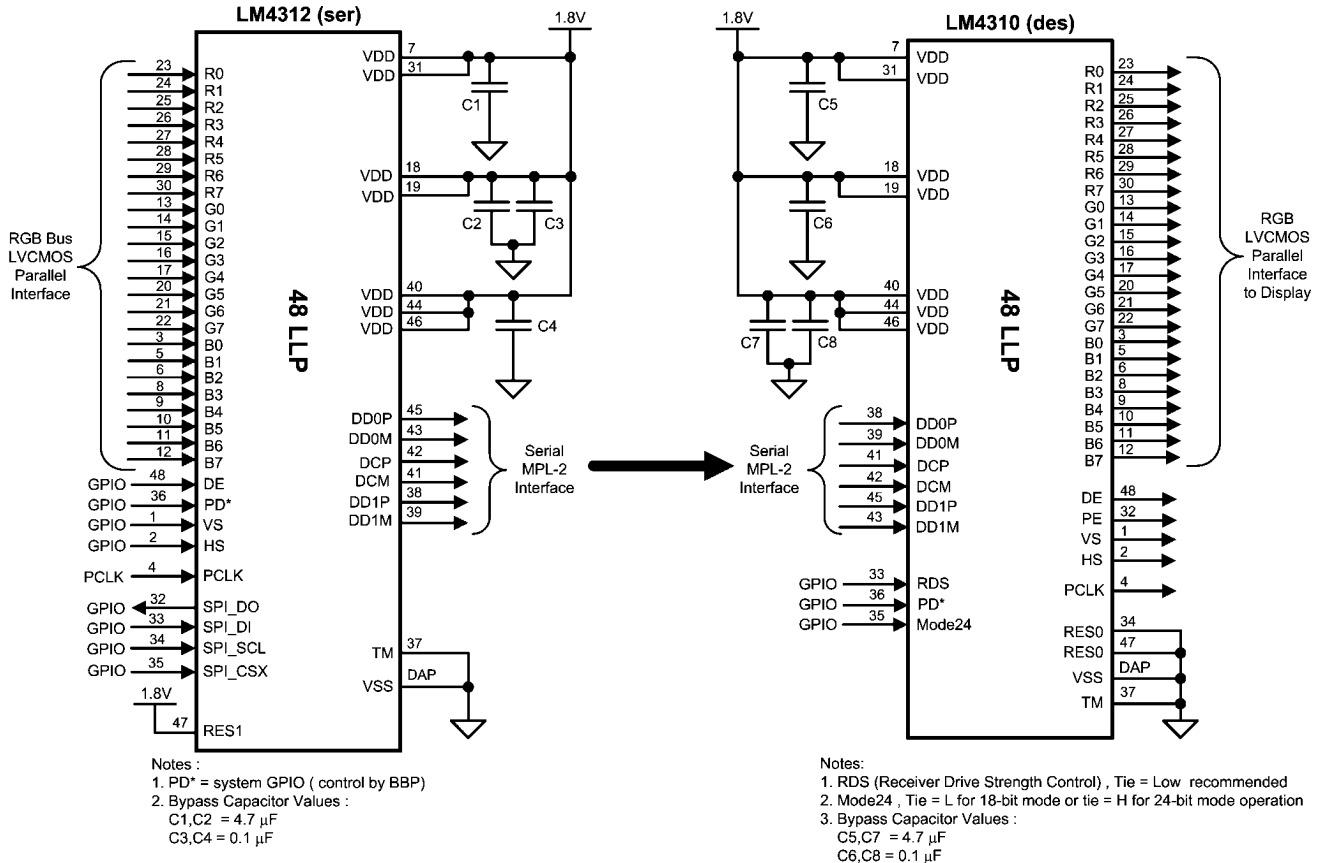 LM4312 (ser)
1.8V
RGB Bus
LVCMOS
Parallel
Interface
23 R0
24 R1
25 R2
26 R3
27 R4
28 R5
29 R6
30 R7
13 G0
14 G1
15 G2
16 G3
17 G4
20 G5
21 G6
22 G7
3 B0
5 B1
6 B2
8 B3
9 B4
10 B5
11 B6
12 B7
GPIO 48 DE
GPIO 36 PD*
GPIO 1 VS
GPIO 2 HS
PCLK 4 PCLK
GPIO 32 SPI_DO
GPIO 33 SPI_DI
GPIO 34 SPI_SCL
GPIO 35 SPI_CSX
1.8V
47 RES1
48 LLP
VDD 7
VDD 31
C1
VDD 18
VDD 19
C2
C3
VDD 40
VDD 44
VDD 46
C4
DD0P 45
DD0M 43
DCP 42
DCM 41
DD1P 38
DD1M 39
Serial
MPL-2
Interface
TM 37
VSS DAP
Notes :
1. PD* = system GPIO ( control by BBP)
2. Bypass Capacitor Values :
C1,C2 = 4.7 μF
C3,C4 = 0.1 μF
LM4310 (des)
1.8V
7 VDD
31 VDD
C5
18 VDD
19 VDD
C6
40 VDD
44 VDD
46 VDD
C7
C8
Serial
MPL-2
Interface
38 DD0P
39 DD0M
41 DCP
42 DCM
45 DD1P
43 DD1M
GPIO 33 RDS
GPIO 36 PD*
GPIO 35 Mode24
48 LLP
R0 23
R1 24
R2 25
R3 26
R4 27
R5 28
R6 29
R7 30
G0 13
G1 14
G2 15
G3 16
G4 17
G5 20
G6 21
G7 22
B0 3
B1 5
B2 6
B3 8
B4 9
B5 10
B6 11
B7 12
RGB
LVCMOS
Parallel
Interface
to Display
DE 48
PE 32
VS 1
HS 2
PCLK 4
RES0 34
RES0 47
VSS DAP
TM 37
Notes:
1. RDS (Receiver Drive Strength Control) , Tie = Low recommended
2. Mode24 , Tie = L for 18-bit mode or tie = H for 24-bit mode operation
3. Bypass Capacitor Values :
C5,C7 = 4.7 μF
C6,C8 = 0.1 μF